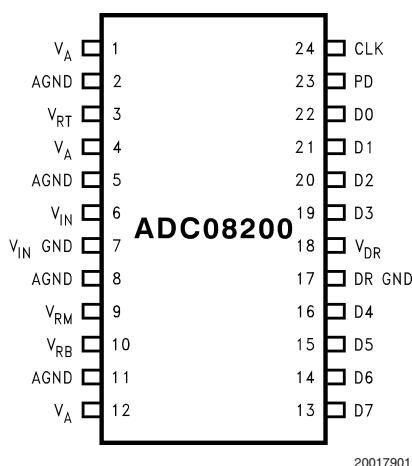 V_A 1 24 CLK
AGND 2 23 PD
V_RT 3 22 D0
V_A 4 21 D1
AGND 5 20 D2
V_IN 6 19 D3
ADC08200
V_IN GND 7 18 V_DR
AGND 8 17 DR GND
V_RM 9 16 D4
V_RB 10 15 D5
AGND 11 14 D6
V_A 12 13 D7
20017901